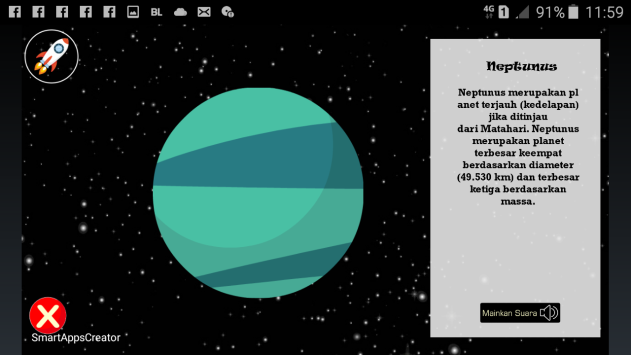 BL
4G
1
91%
11:59
Neptunus
Neptunus merupakan pl
anet terjauh (kedelapan)
jika ditinjau
dari Matahari. Neptunus
merupakan planet
terbesar keempat
berdasarkan diameter
(49.530 km) dan terbesar
ketiga berdasarkan
massa.
Mainkan Suara
SmartAppsCreator